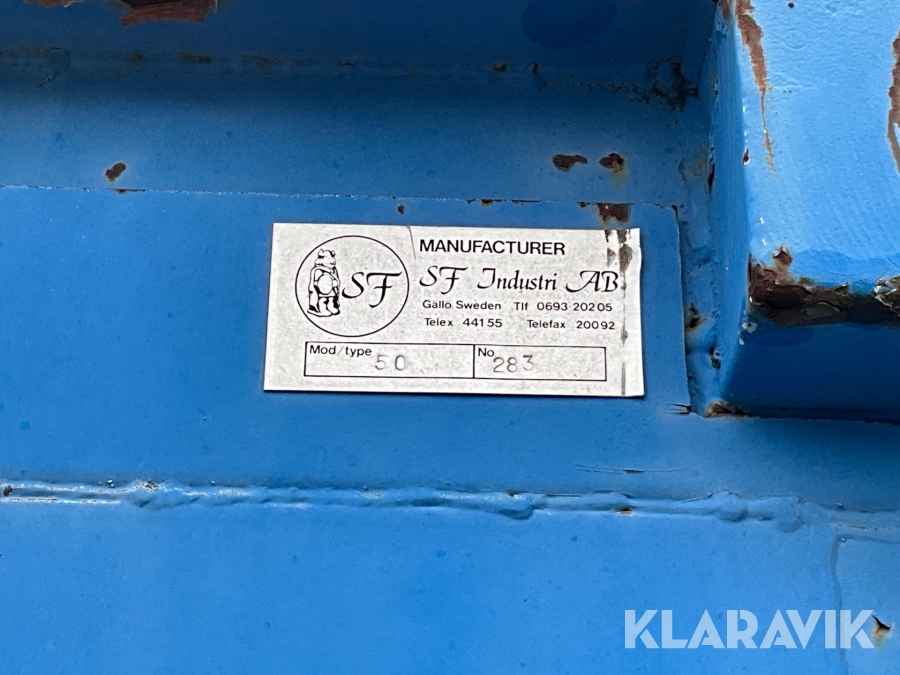 MANUFACTURER
SF
SF Industri AB
Gällö Sweden Tlf 0693-20205
Telex 44155 Telefax 20092
Mod/type 50 No 283
KLARAVIK